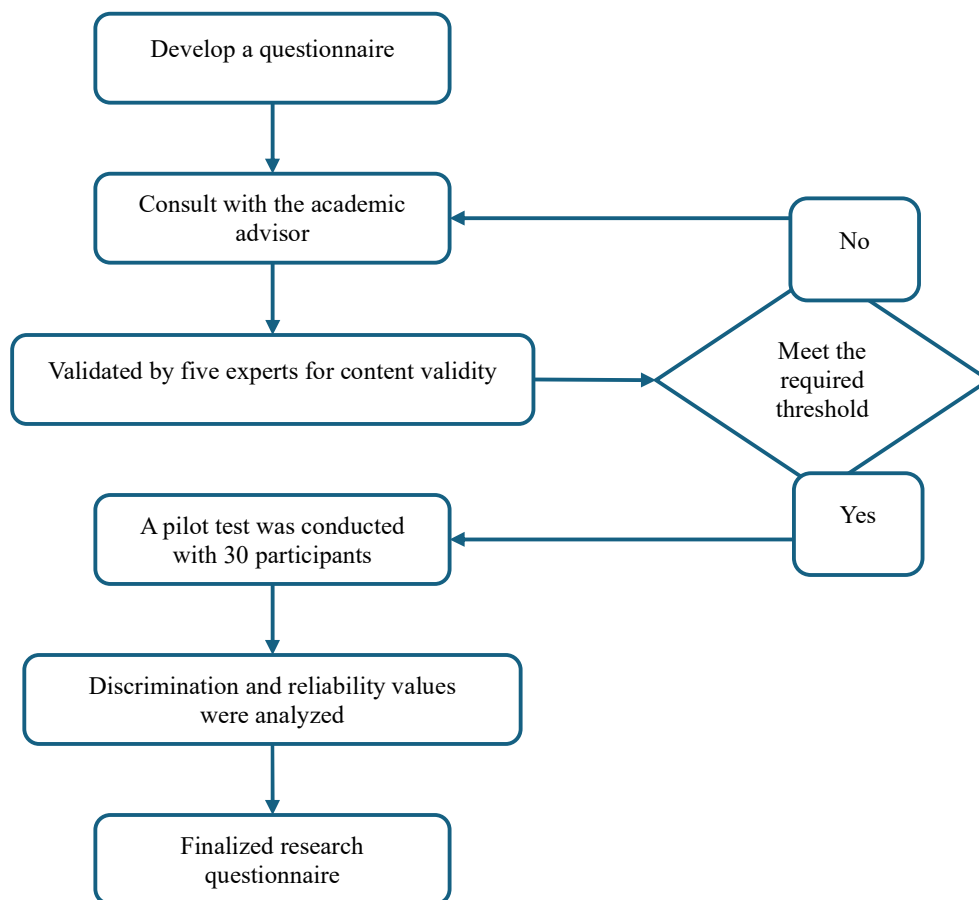 Develop a questionnaire
Consult with the academic
advisor
No
Validated by five experts for content validity
Meet the
required
threshold
Yes
A pilot test was conducted
with 30 participants
Discrimination and reliability values
were analyzed
Finalized research
questionnaire